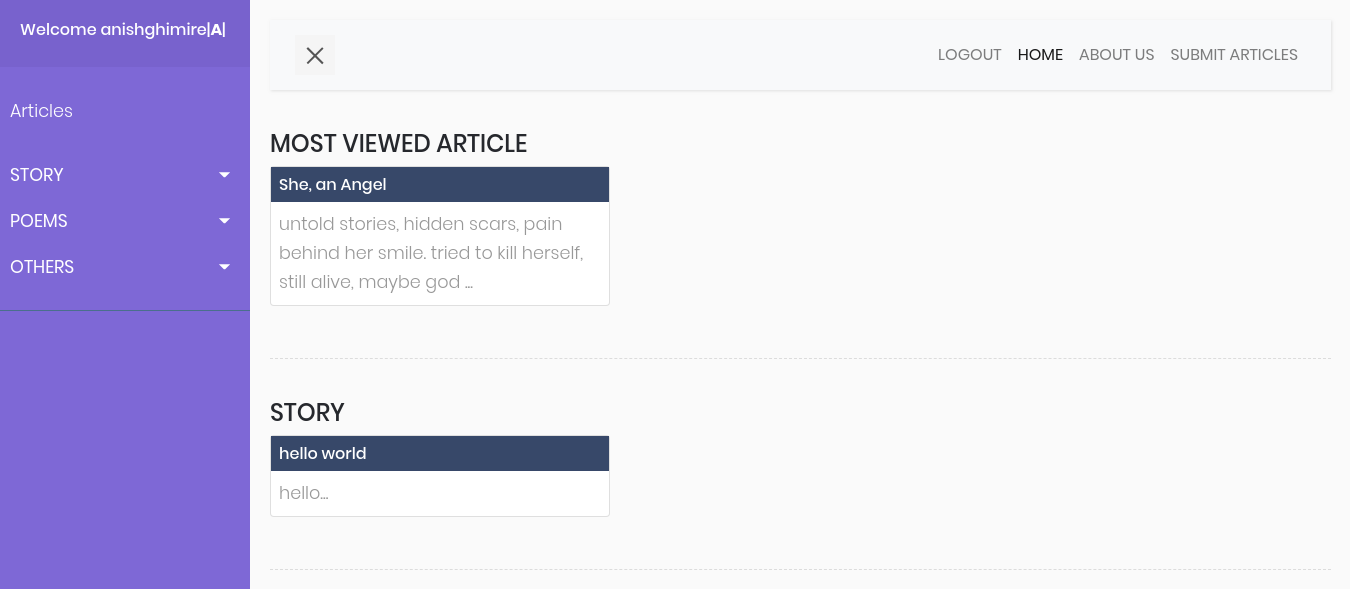 Welcome anishghimire|A|
Articles
STORY
POEMS
OTHERS
LOGOUT HOME ABOUT US SUBMIT ARTICLES
MOST VIEWED ARTICLE
She, an Angel
untold stories, hidden scars, pain
behind her smile. tried to kill herself,
still alive, maybe god ...
STORY
hello world
hello...